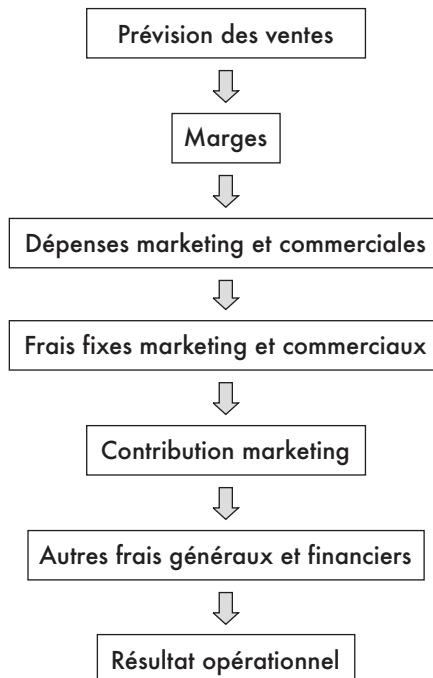 Prévision des ventes
Marges
Dépenses marketing et commerciales
Frais fixes marketing et commerciaux
Contribution marketing
Autres frais généraux et financiers
Résultat opérationnel